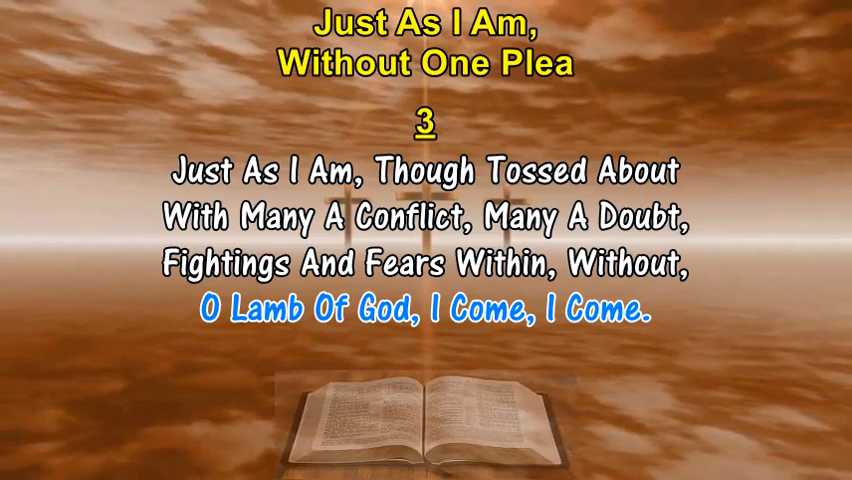 Just As I Am,
Without One Plea
3
Just As I Am, Though Tossed About
With Many A Conflict, Many A Doubt,
Fightings And Fears Within, Without,
O Lamb Of God, I Come, I Come.